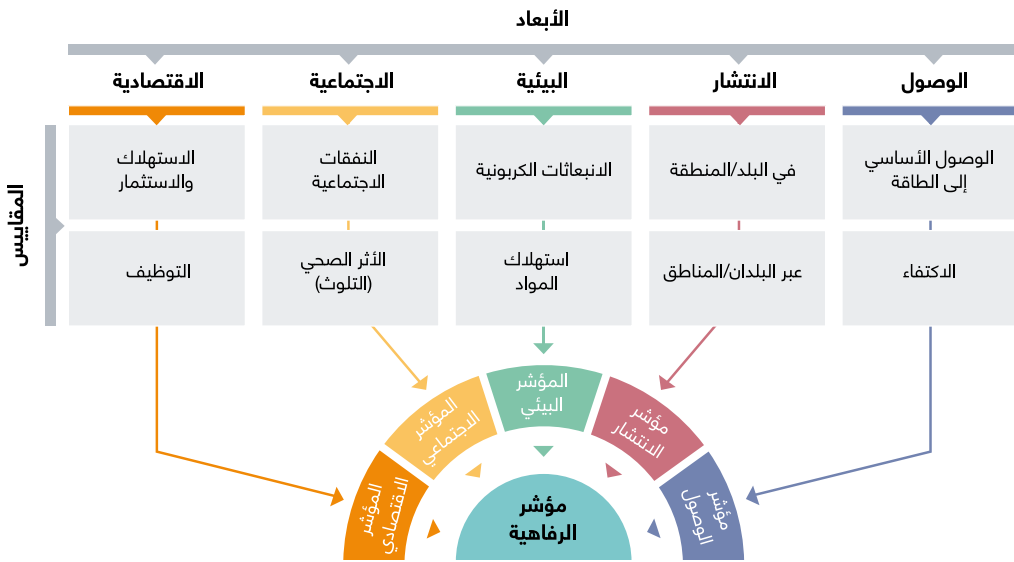 الأبعاد
الوصول
الانتشار
البيئية
الاجتماعية
الاقتصادية
المقاييس
الوصول الأساسي
إلى الطاقة
في البلد/المنطقة
الانبعاثات الكربونية
النفقات
الاجتماعية
الاستهلاك
والاستثمار
الاكتفاء
عبر البلدان/المناطق
استهلاك
المواد
الأثر الصحي
(التلوث)
التوظيف
مؤشر
الوصول
مؤشر
الانتشار
المؤشر
البيئي
المؤشر
الاجتماعي
المؤشر
الاقتصادي
مؤشر
الرفاهية